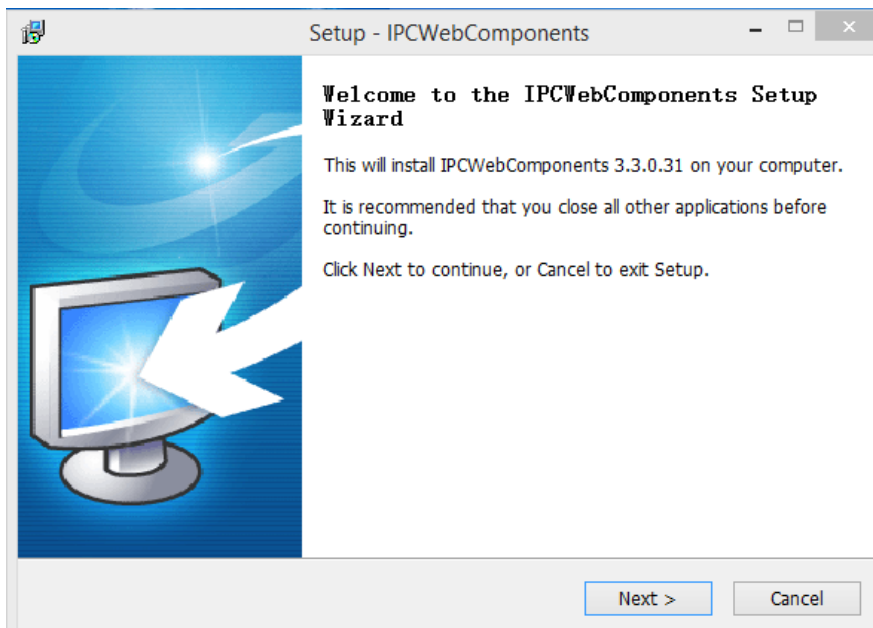 Setup - IPCWebComponents
Welcome to the IPCWebComponents Setup
Wizard
This will install IPCWebComponents 3.3.0.31 on your computer.
It is recommended that you close all other applications before
continuing.
Click Next to continue, or Cancel to exit Setup.
Next >
Cancel